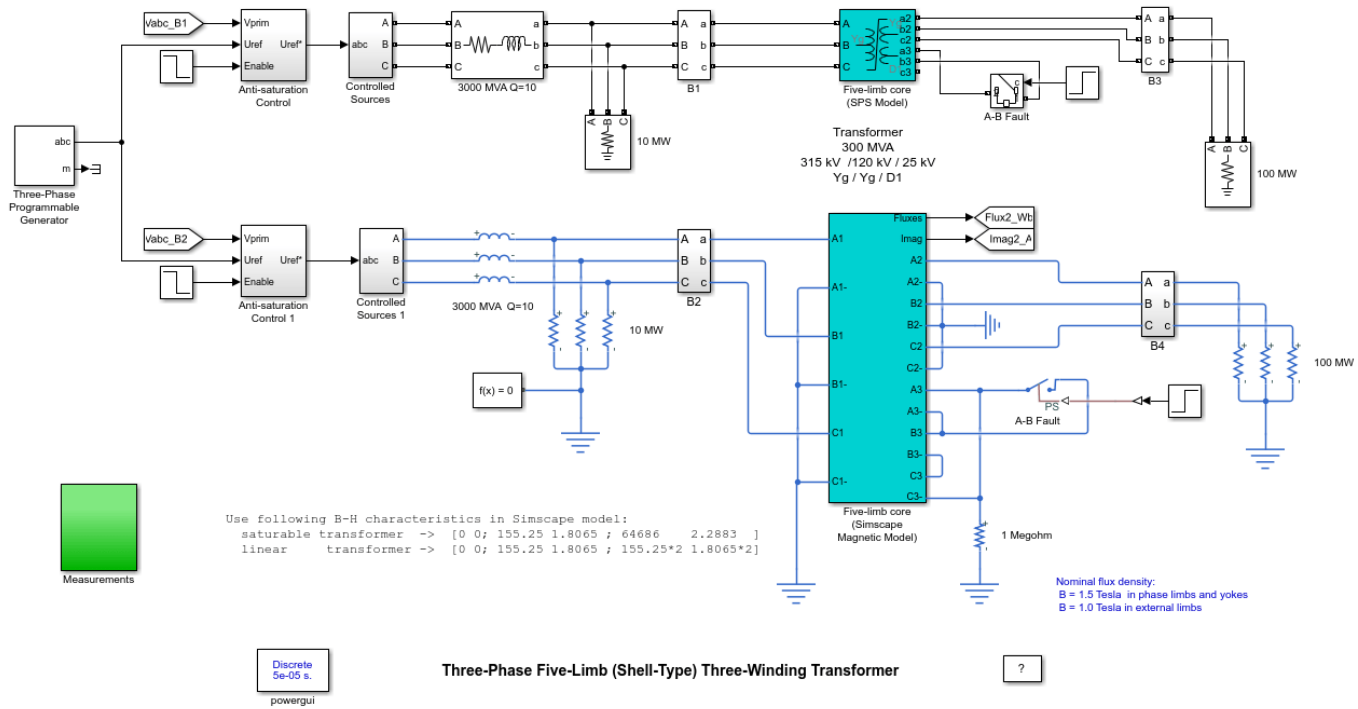 Vabc_B1
Vprim
Uref
Enable
Uref*
Anti-saturation
Control
abc
A
B
C
Controlled
Sources
A
B
C
a
b
c
3000 MVA Q=10
A
B
C
a
b
c
B1
A
B
C
10 MW
A
B
C
Yg
a2
b2
c2
a3
b3
c3
Five-limb core
(SPS Model)
c
A-B Fault
A
B
C
a
b
c
B3
A
B
C
100 MW
Transformer
300 MVA
315 kV /120 kV / 25 kV
Yg / Yg / D1
abc
m
Three-Phase
Programmable
Generator
Vabc_B2
Vprim
Uref
Enable
Uref*
Anti-saturation
Control 1
abc
A
B
C
Controlled
Sources 1
+
-
+
-
+
-
3000 MVA Q=10
+
+
+
-
-
-
10 MW
f(x) = 0
A
B
C
a
b
c
B2
A1
A1-
B1
B1-
C1
C1-
Fluxes
Imag
A2
A2-
B2
B2-
C2
C2-
A3
A3-
B3
B3-
C3
C3-
Five-limb core
(Simscape
Magnetic Model)
Flux2_Wb
Imag2_A
A
B
C
a
b
c
B4
+
+
+
-
-
-
100 MW
PS
A-B Fault
+
-
1 Megohm
Measurements
Use following B-H characteristics in Simscape model:
saturable transformer -> [0 0; 155.25 1.8065 ; 64686 2.2883 ]
linear transformer -> [0 0; 155.25 1.8065 ; 155.25*2 1.8065*2]
Nominal flux density:
B = 1.5 Tesla in phase limbs and yokes
B = 1.0 Tesla in external limbs
Discrete
5e-05 s.
powergui
Three-Phase Five-Limb (Shell-Type) Three-Winding Transformer
?